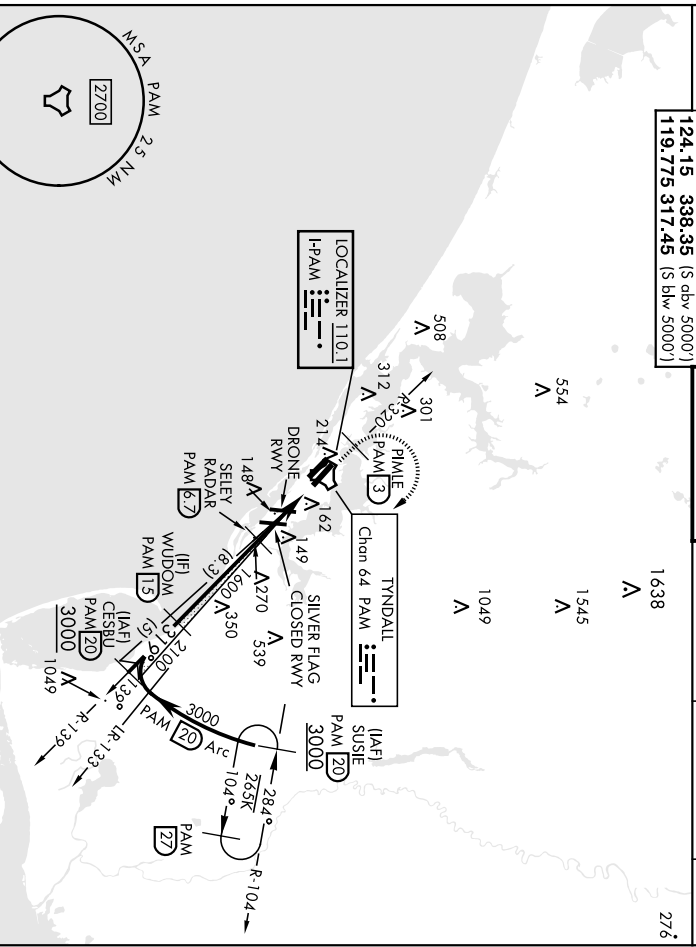 124.15 338.35 (S abv 5000')
119.775 317.45 (S blw 5000')
MSA PAM 25 NM
2700
LOCALIZER 110.1
I-PAM
TYNDALL
Chan 64 PAM
PIMLE
PAM 3
508
554
312
301
214
162
148
149
270
350
539
1638
1545
1049
1049
276
DRONE
RWY
SILVER FLAG
CLOSED RWY
SELEY
RADAR
PAM 6.7
(IF)
WUDOM
PAM 15
(IAF)
CESBU
PAM 20
3000
(8.3)
1600
(5)
319°
2100
139°
R-139
LR-133
3000
PAM 20 Arc
(IAF)
SUSIE
PAM 20
3000
284°
265K
104°
R-104
PAM
27